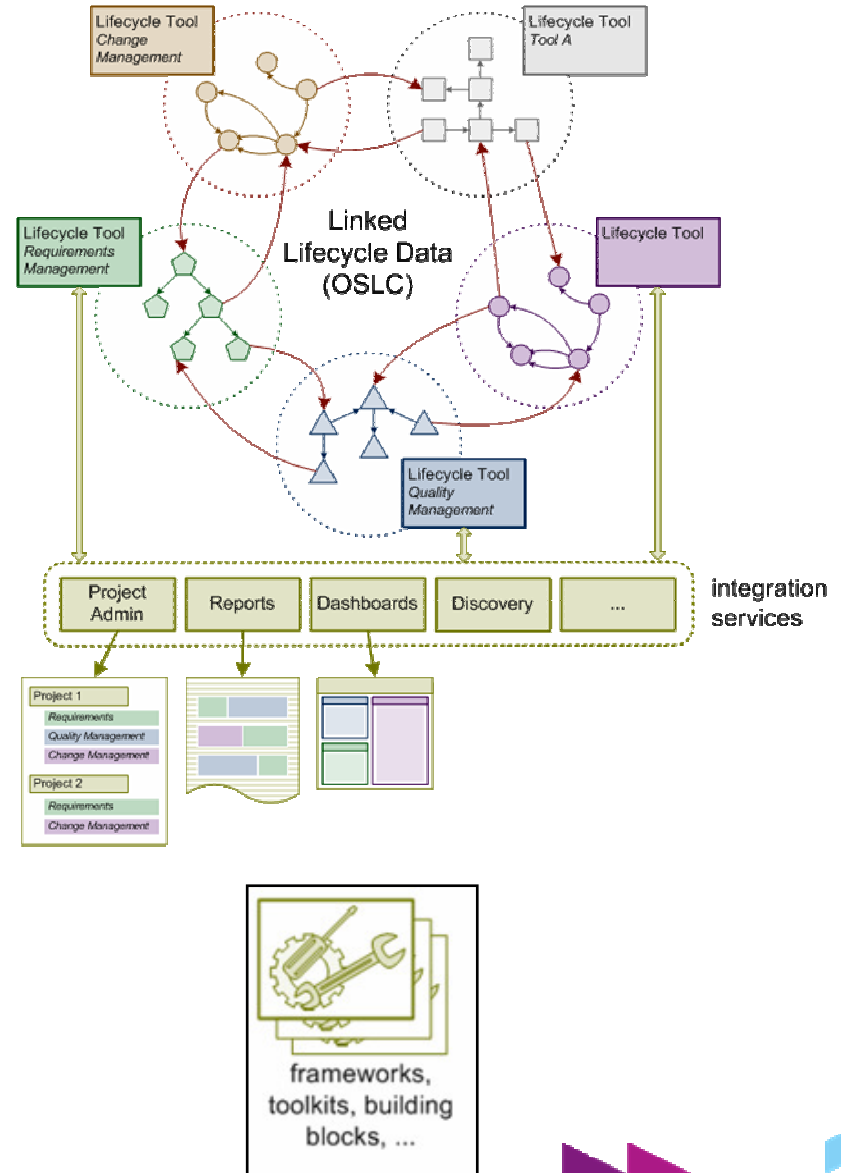 Lifecycle Tool
Change
Management
Lifecycle Tool
Tool A
Linked
Lifecycle Data
(OSLC)
Lifecycle Tool
Requirements
Management
Lifecycle Tool
Lifecycle Tool
Quality
Management
Project
Admin
Reports
Dashboards
Discovery
...
integration
services
Project 1
Requirements
Quality Management
Change Management
Project 2
Requirements
Change Management
frameworks,
toolkits, building
blocks, ...